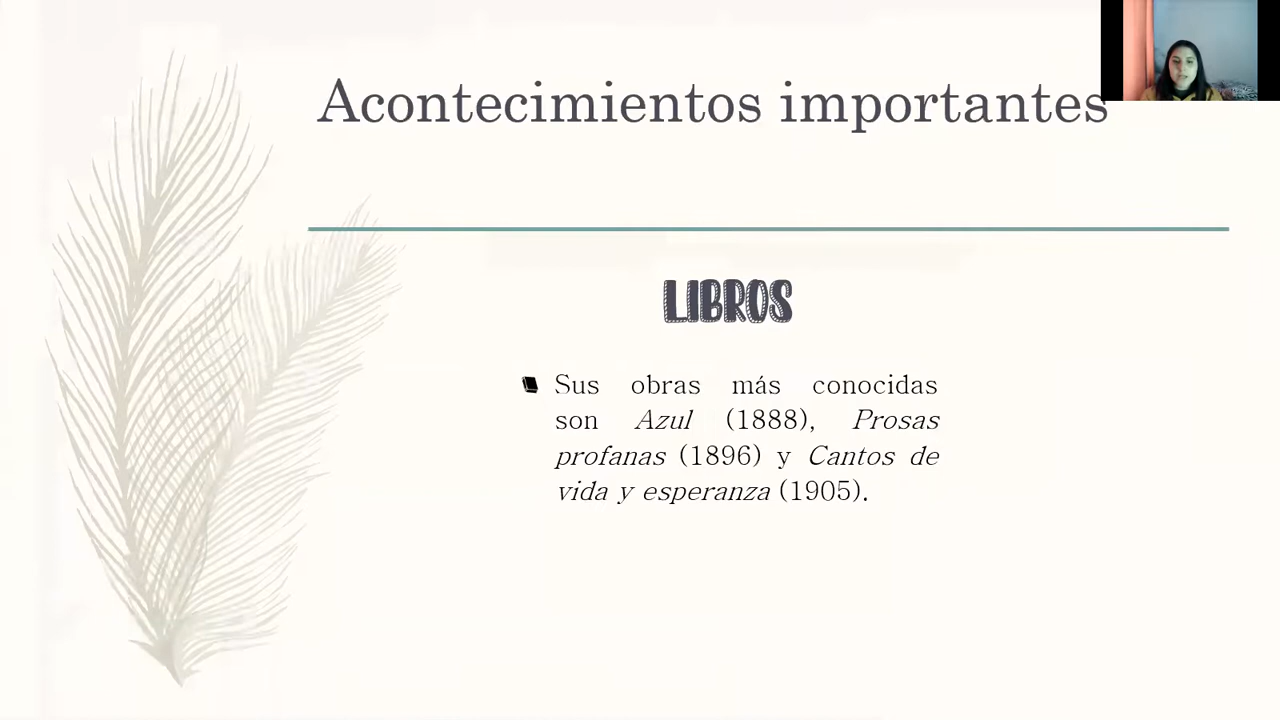 Acontecimientos importantes
LIBROS
Sus obras más conocidas
son Azul (1888), Prosas
profanas (1896) y Cantos de
vida y esperanza (1905).